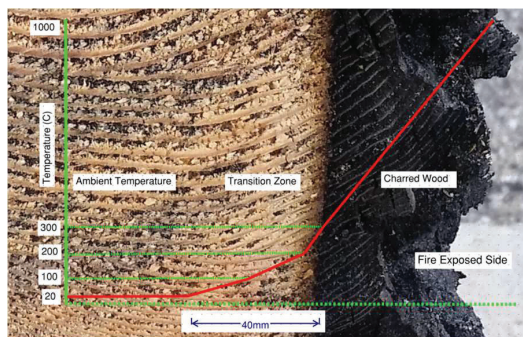 1000
Temperature (C)
Ambient Temperature
Transition Zone
Charred Wood
300
200
100
20
Fire Exposed Side
40mm